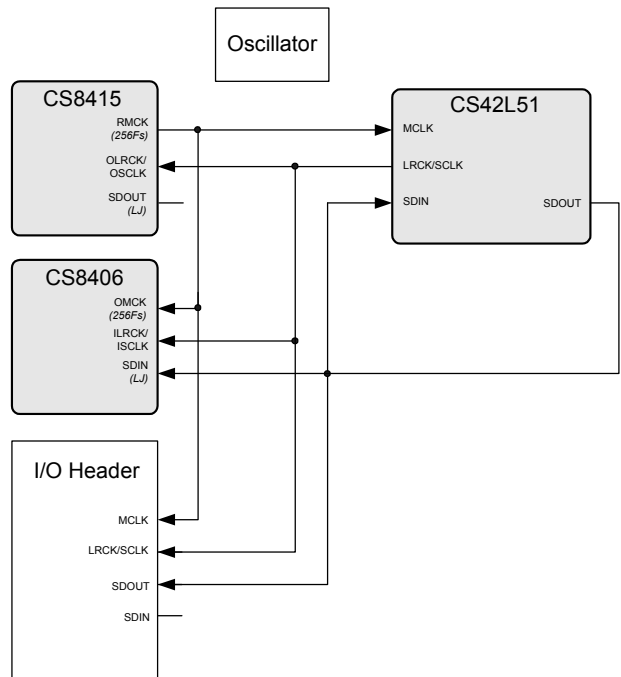 Oscillator
CS8415
RMCK
(256Fs)
OLRCK/
OSCLK
SDOUT
(LJ)
CS42L51
MCLK
LRCK/SCLK
SDIN
SDOUT
CS8406
OMCK
(256Fs)
ILRCK/
ISCLK
SDIN
(LJ)
I/O Header
MCLK
LRCK/SCLK
SDOUT
SDIN